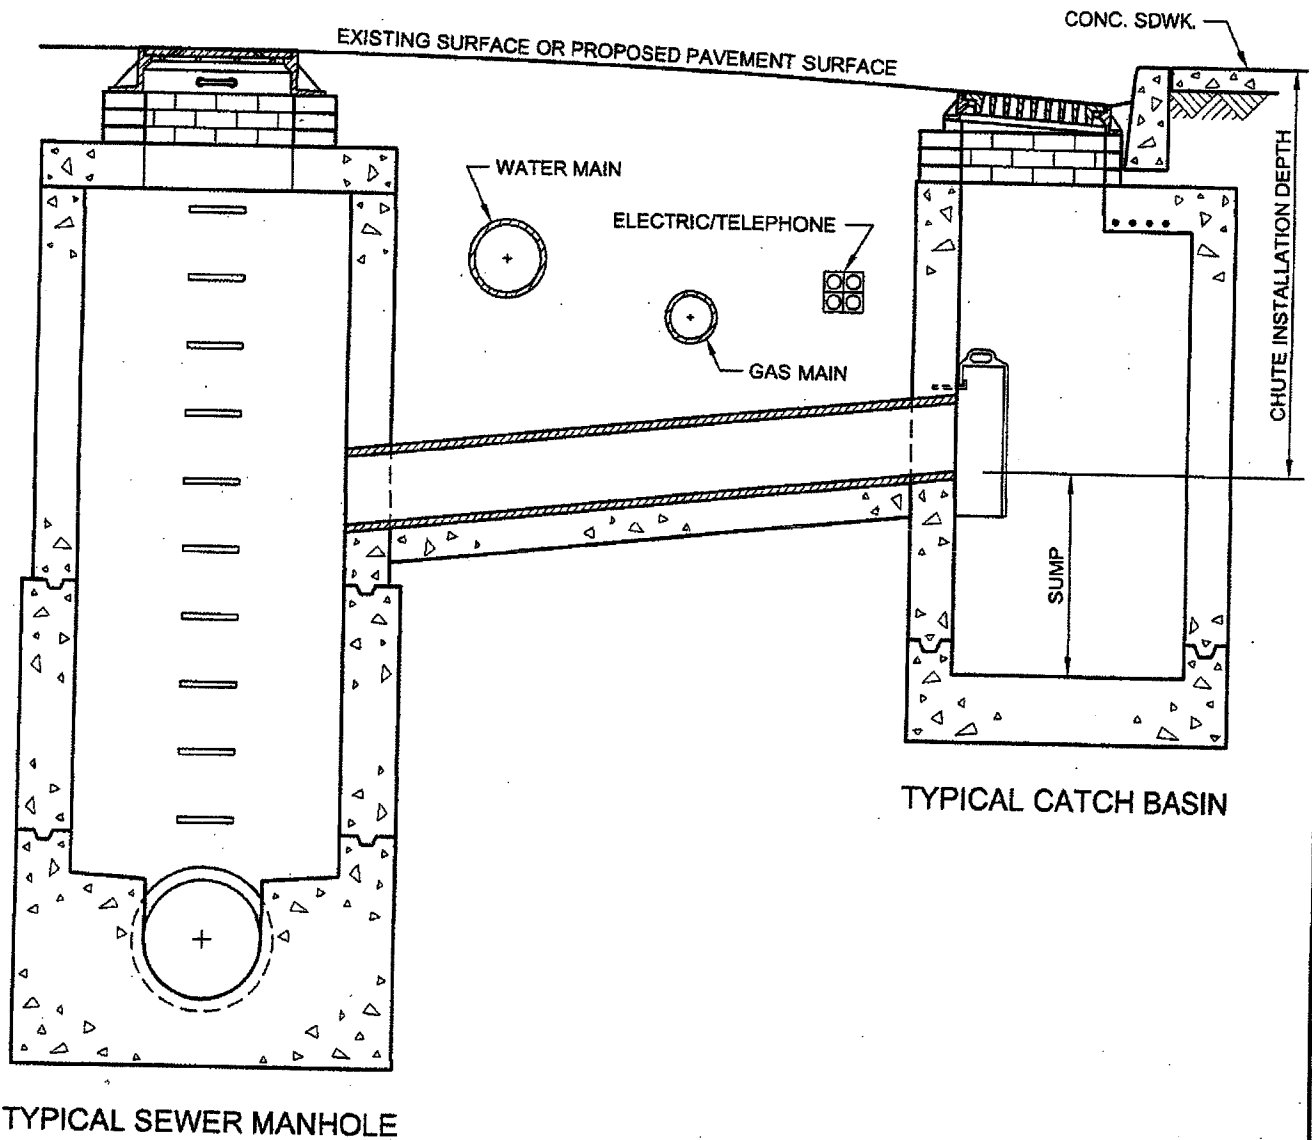 CONC. SDWK.
EXISTING SURFACE OR PROPOSED PAVEMENT SURFACE
WATER MAIN
ELECTRIC/TELEPHONE
GAS MAIN
CHUTE INSTALLATION DEPTH
SUMP
TYPICAL CATCH BASIN
TYPICAL SEWER MANHOLE